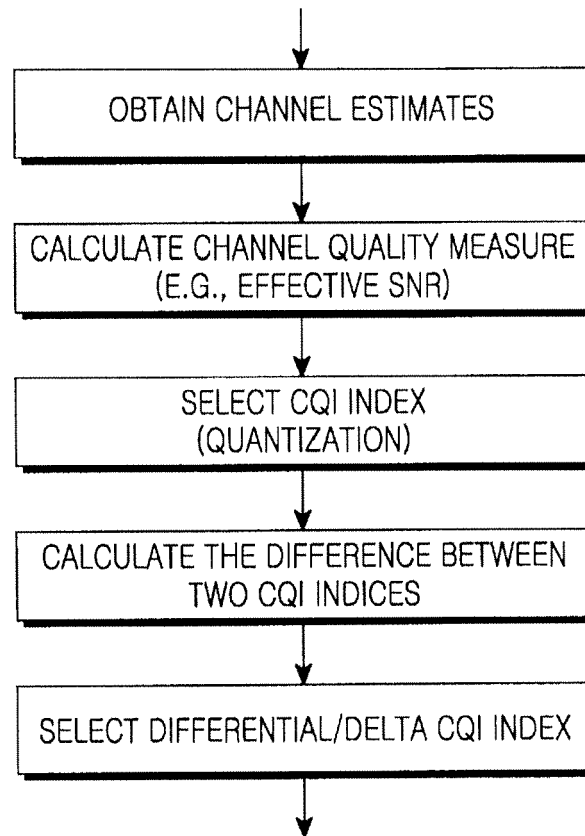 OBTAIN CHANNEL ESTIMATES
CALCULATE CHANNEL QUALITY MEASURE
(E.G., EFFECTIVE SNR)
SELECT CQI INDEX
(QUANTIZATION)
CALCULATE THE DIFFERENCE BETWEEN
TWO CQI INDICES
SELECT DIFFERENTIAL/DELTA CQI INDEX